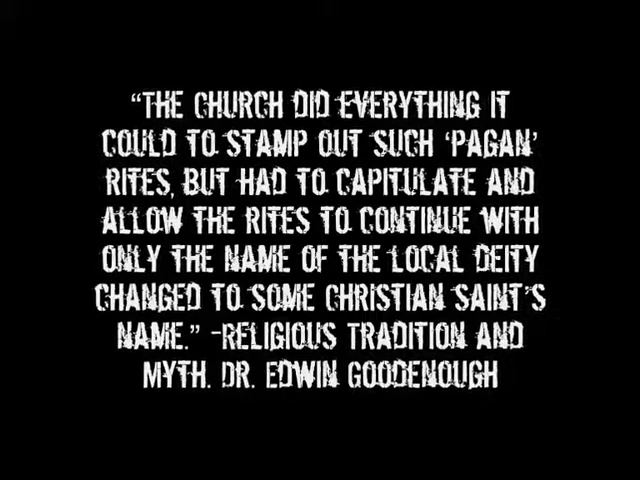 “THE CHURCH DID EVERYTHING IT
COULD TO STAMP OUT SUCH ‘PAGAN’
RITES, BUT HAD TO CAPITULATE AND
ALLOW THE RITES TO CONTINUE WITH
ONLY THE NAME OF THE LOCAL DEITY
CHANGED TO SOME CHRISTIAN SAINT'S
NAME.” -RELIGIOUS TRADITION AND
MYTH. DR. EDWIN GOODENOUGH